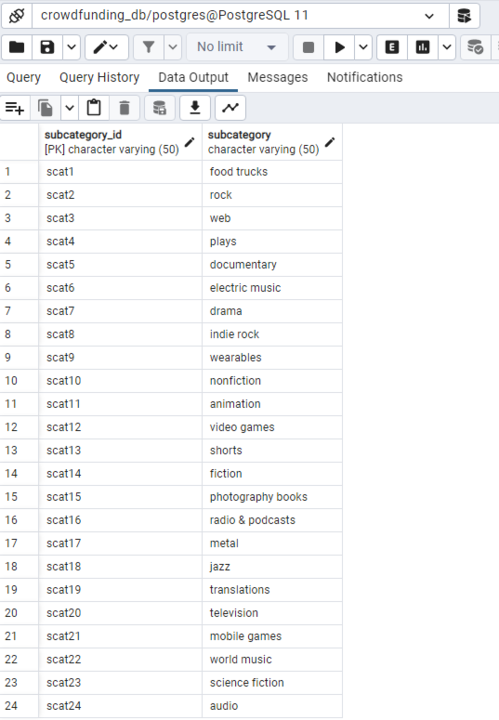 crowdfunding_db/postgres@PostgreSQL 11
No limit
E
Query Query History Data Output Messages Notifications
subcategory_id subcategory
[PK] character varying (50) character varying (50)
1 scat1 food trucks
2 scat2 rock
3 scat3 web
4 scat4 plays
5 scat5 documentary
6 scat6 electric music
7 scat7 drama
8 scat8 indie rock
9 scat9 wearables
10 scat10 nonfiction
11 scat11 animation
12 scat12 video games
13 scat13 shorts
14 scat14 fiction
15 scat15 photography books
16 scat16 radio & podcasts
17 scat17 metal
18 scat18 jazz
19 scat19 translations
20 scat20 television
21 scat21 mobile games
22 scat22 world music
23 scat23 science fiction
24 scat24 audio